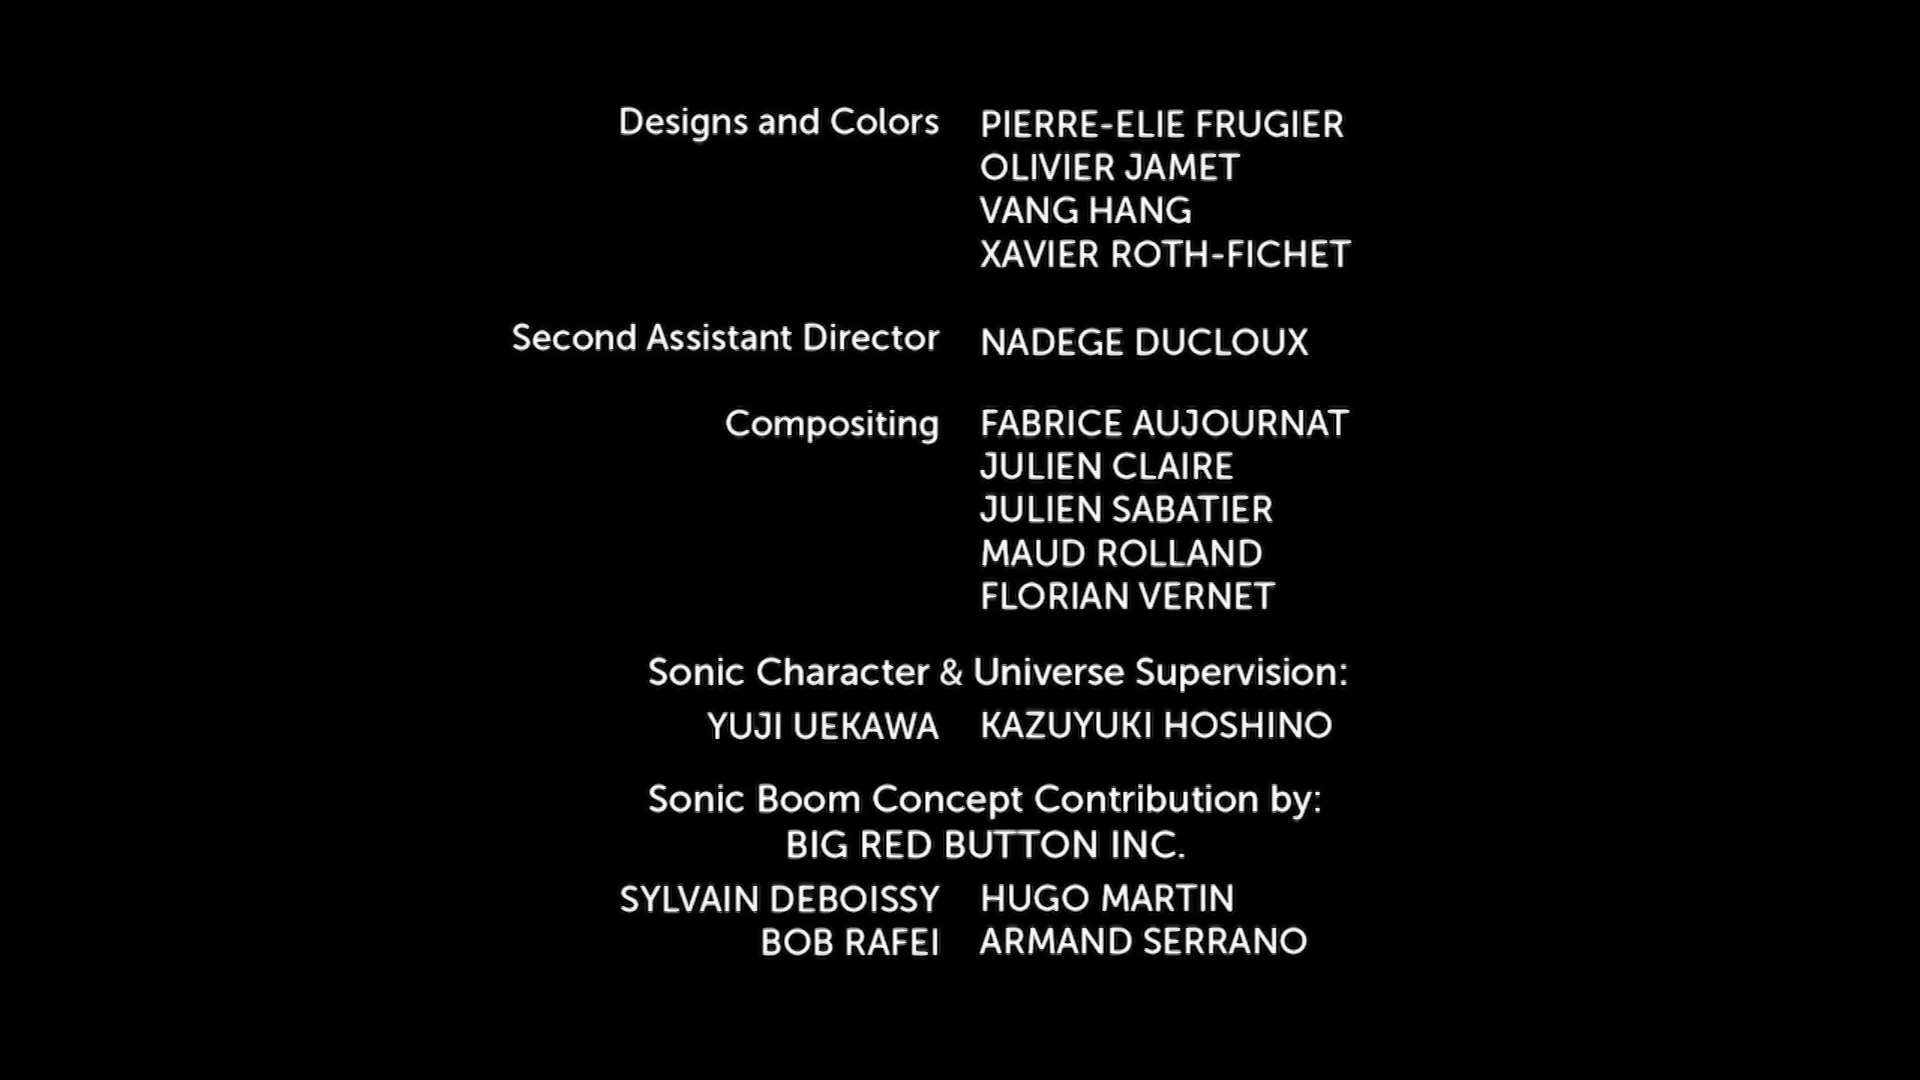 Designs and Colors PIERRE-ELIE FRUGIER
OLIVIER JAMET
VANG HANG
XAVIER ROTH-FICHET
Second Assistant Director NADEGE DUCLOUX
Compositing FABRICE AUJOURNAT
JULIEN CLAIRE
JULIEN SABATIER
MAUD ROLLAND
FLORIAN VERNET
Sonic Character & Universe Supervision:
YUJI UEKAWA KAZUYUKI HOSHINO
Sonic Boom Concept Contribution by:
BIG RED BUTTON INC.
SYLVAIN DEBOISSY HUGO MARTIN
BOB RAFEI ARMAND SERRANO